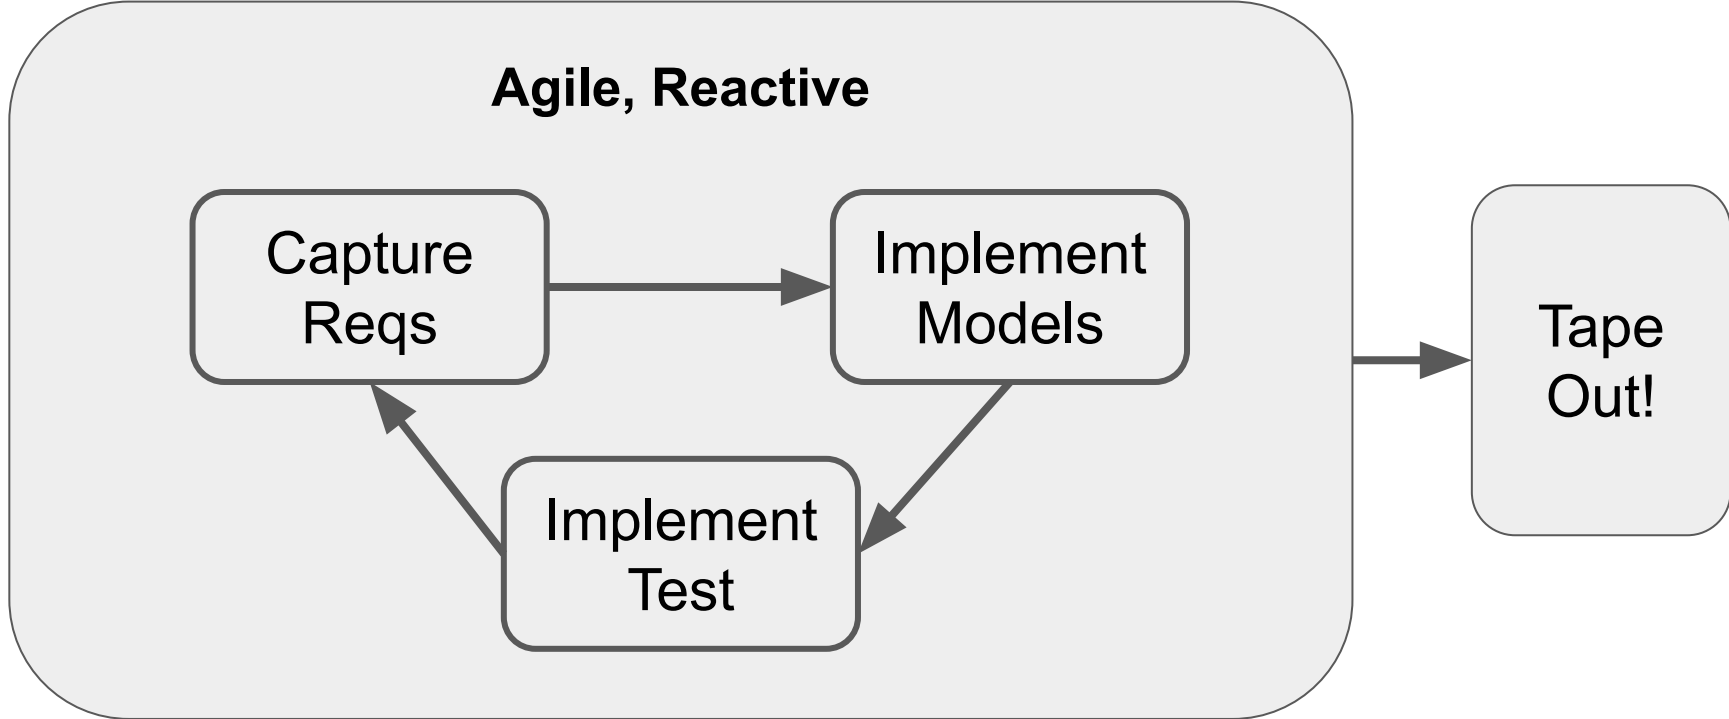 Agile, Reactive
Capture
Reqs
Implement
Models
Implement
Test
Tape
Out!